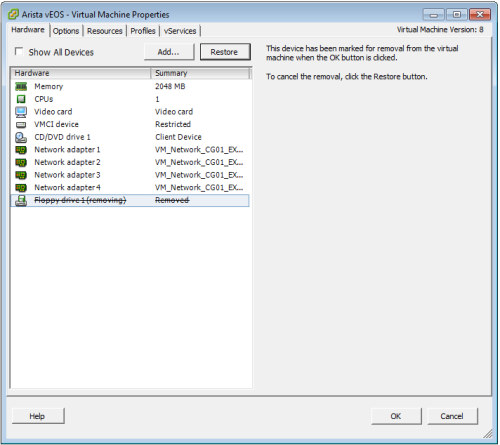 Arista vEOS - Virtual Machine Properties
Hardware Options Resources Profiles vServices Virtual Machine Version: 8
Show All Devices Add... Restore
This device has been marked for removal from the virtual
machine when the OK button is clicked.
To cancel the removal, click the Restore button.
Hardware Summary
Memory 2048 MB
CPUs 1
Video card Video card
VMCI device Restricted
CD/DVD drive 1 Client Device
Network adapter 1 VM_Network_CG01_EX...
Network adapter 2 VM_Network_CG01_EX...
Network adapter 3 VM_Network_CG01_EX...
Network adapter 4 VM_Network_CG01_EX...
Floppy drive 1 (removing) Removed
Help OK Cancel